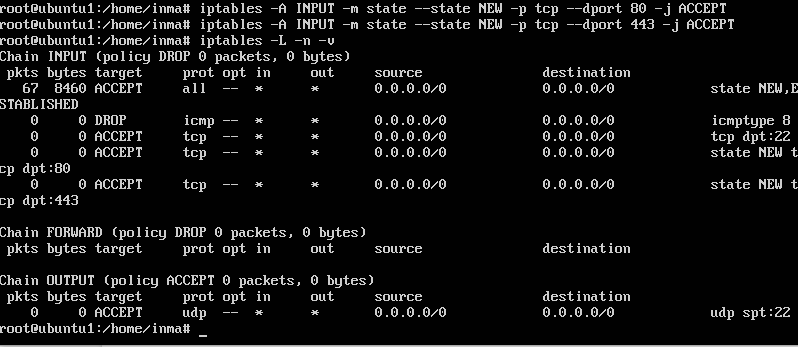 root@ubuntu1:/home/inma# iptables -A INPUT -m state --state NEW -p tcp --dport 80 -j ACCEPT
root@ubuntu1:/home/inma# iptables -A INPUT -m state --state NEW -p tcp --dport 443 -j ACCEPT
root@ubuntu1:/home/inma# iptables -L -n -v
Chain INPUT (policy DROP 0 packets, 0 bytes)
 pkts bytes target     prot opt in     out     source               destination
   67  8460 ACCEPT     all  --  *      *       0.0.0.0/0            0.0.0.0/0            state NEW,E
STABLISHED
    0     0 DROP       icmp --  *      *       0.0.0.0/0            0.0.0.0/0            icmptype 8
    0     0 ACCEPT     tcp  --  *      *       0.0.0.0/0            0.0.0.0/0            tcp dpt:22
    0     0 ACCEPT     tcp  --  *      *       0.0.0.0/0            0.0.0.0/0            state NEW t
cp dpt:80
    0     0 ACCEPT     tcp  --  *      *       0.0.0.0/0            0.0.0.0/0            state NEW t
cp dpt:443
Chain FORWARD (policy DROP 0 packets, 0 bytes)
 pkts bytes target     prot opt in     out     source               destination
Chain OUTPUT (policy ACCEPT 0 packets, 0 bytes)
 pkts bytes target     prot opt in     out     source               destination
    0     0 ACCEPT     udp  --  *      *       0.0.0.0/0            0.0.0.0/0            udp spt:22
root@ubuntu1:/home/inma# _